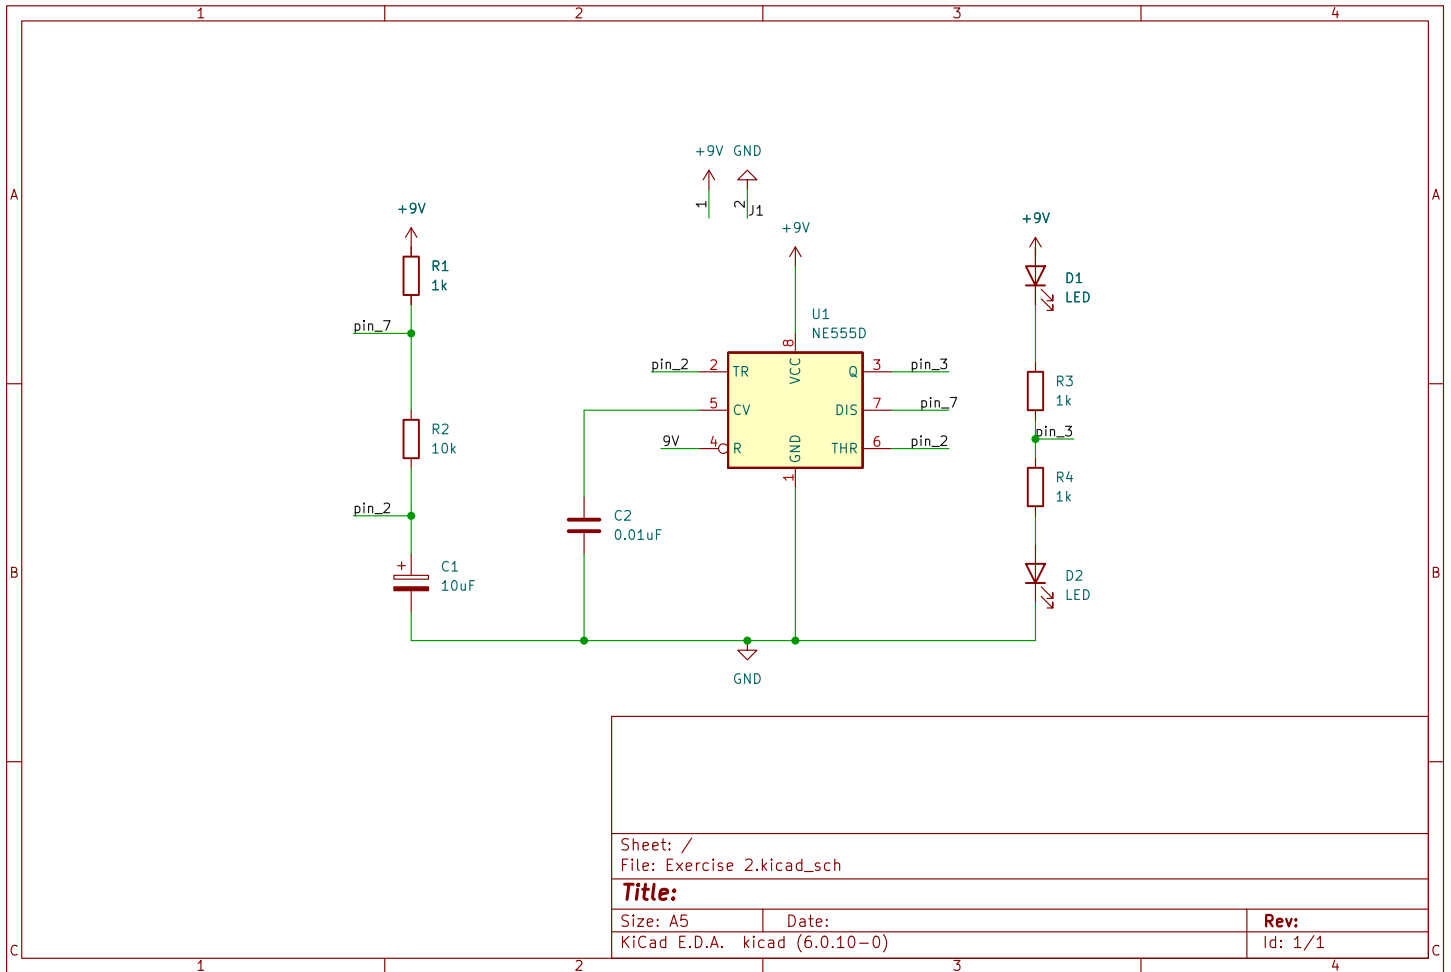 1 2 3 4
A A
+9V GND
1 2 J1
+9V
+9V
+9V
R1
1k
D1
LED
U1
NE555D
pin_7
8
pin_2 2 TR VCC Q 3 pin_3
R3
1k
5 CV DIS 7 pin_7
R2
10k
pin_3
9V 4 R GND THR 6 pin_2
1
R4
1k
pin_2
C2
0.01uF
+ C1
10uF
B B
D2
LED
GND
Sheet: /
File: Exercise 2.kicad_sch
Title:
Size: A5 Date: Rev:
KiCad E.D.A. kicad (6.0.10-0) Id: 1/1
C C
1 2 3 4